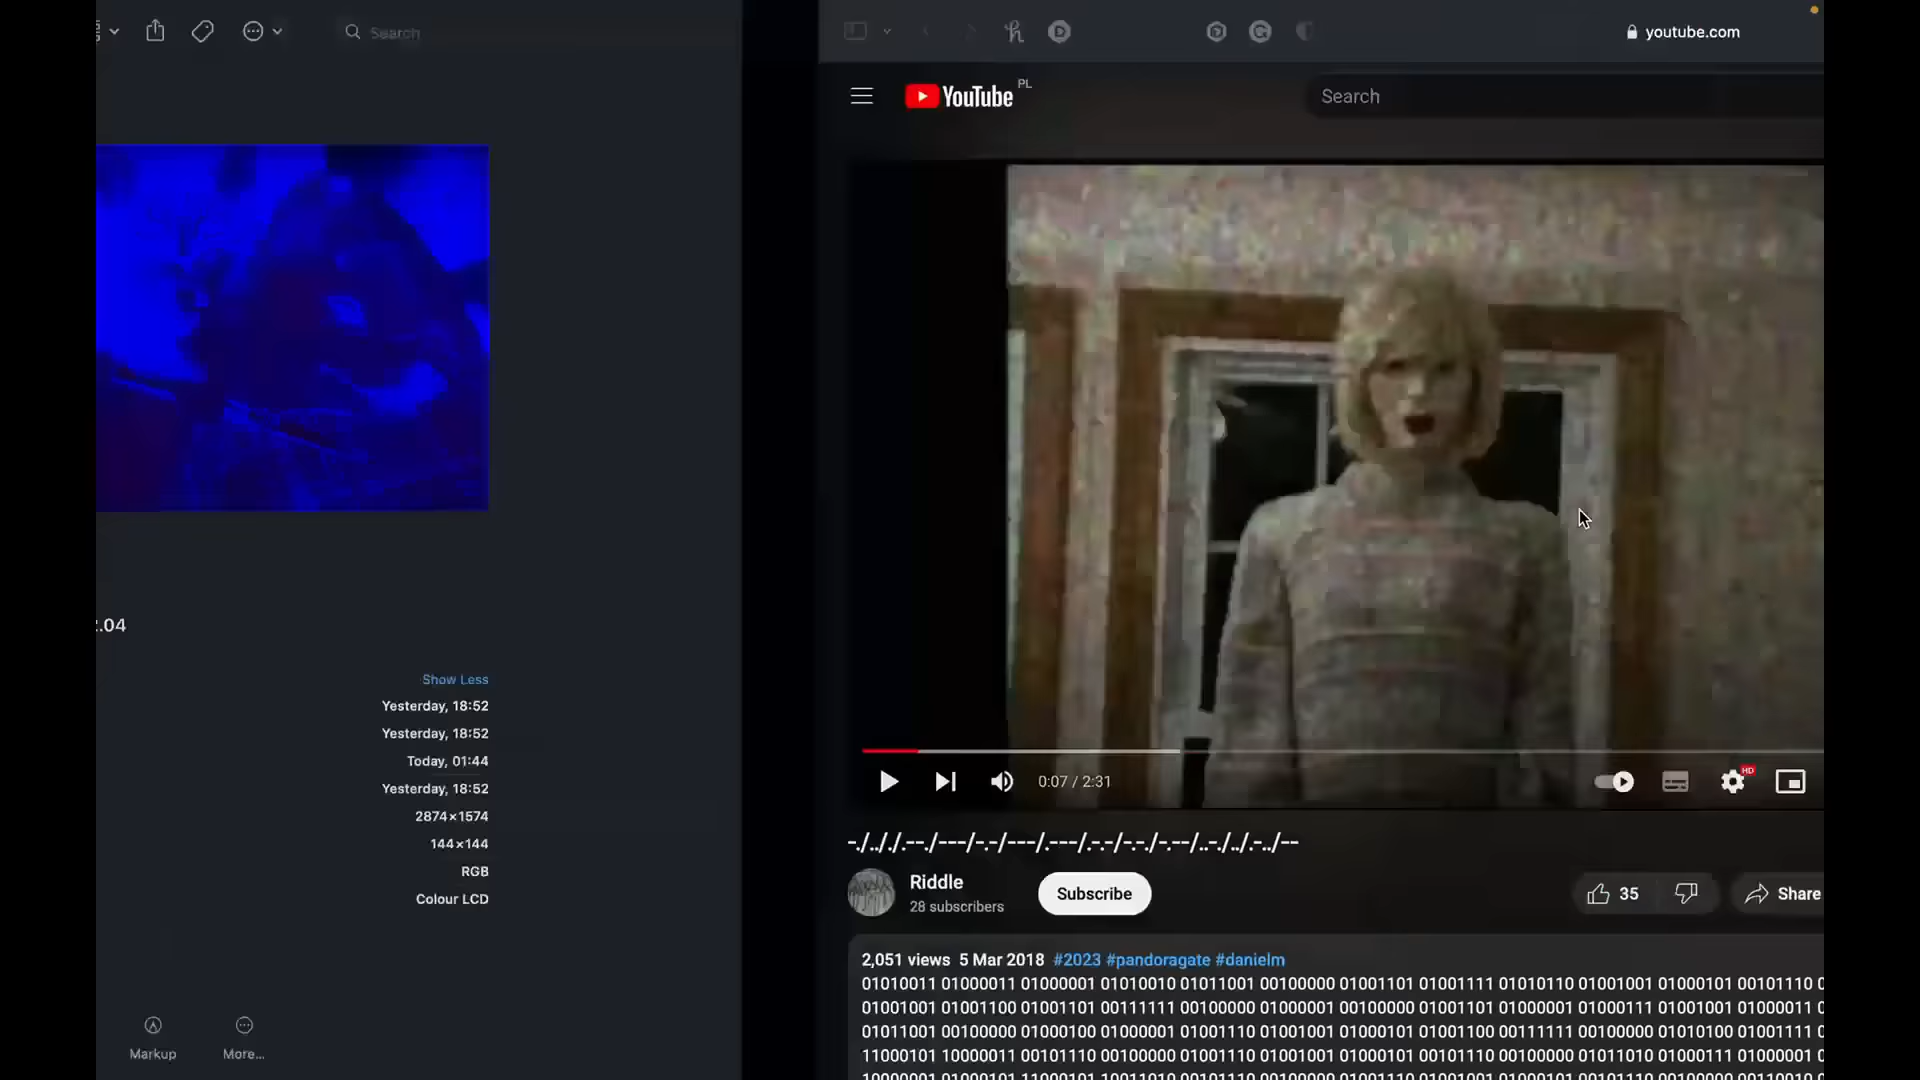 Search
youtube.com
YouTube PL
Search
:.04
Show Less
Yesterday, 18:52
Yesterday, 18:52
Today, 01:44
Yesterday, 18:52
2874×1574
144×144
RGB
Colour LCD
Markup
More...
0:07 / 2:31
HD
-./.././/.--./---/-.-/---/.---/.-.-/-.-./-.--/..-././../.-../--
Riddle
28 subscribers
Subscribe
35
Share
2,051 views 5 Mar 2018 #2023 #pandoragate #danielm
01010011 01000011 01000001 01010010 01011001 00100000 01001101 01001111 01010110 01001001 01000101 00101110 0
01001001 01001100 01001101 00111111 00100000 01000001 00100000 01001101 01000001 01000111 01001001 01000011 0
01011001 00100000 01000100 01000001 01001110 01001001 01000101 01001100 00111111 00100000 01010100 01001111 0
11000101 10000011 00101110 00100000 01001110 01001001 01000101 00101110 00100000 01011010 01000111 01000001 0